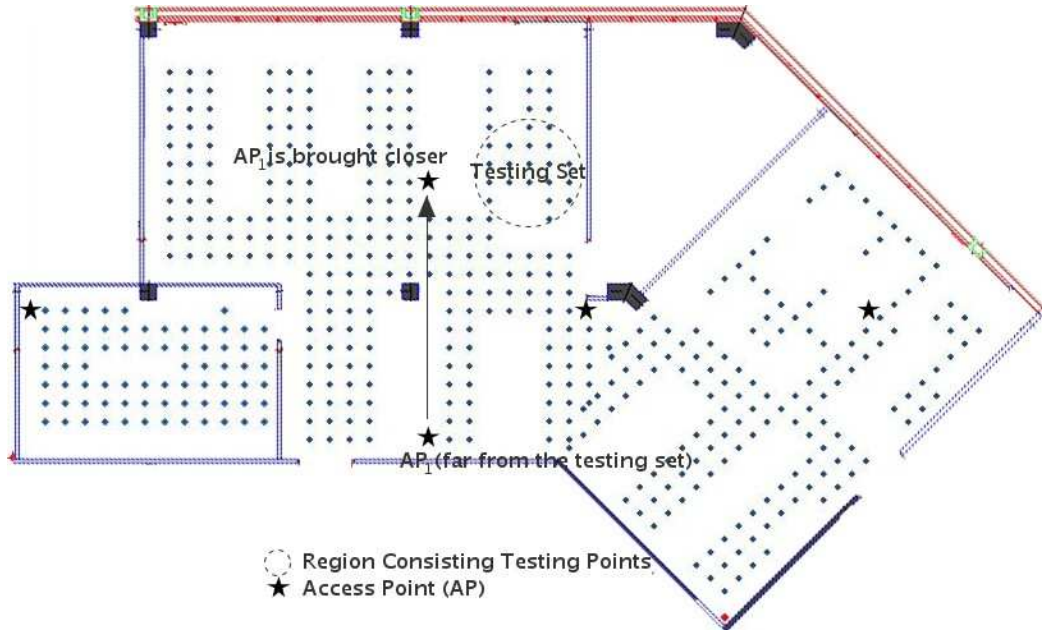 AP1 is brought closer
Testing Set
AP1 (far from the testing set)
Region Consisting Testing Points
Access Point (AP)